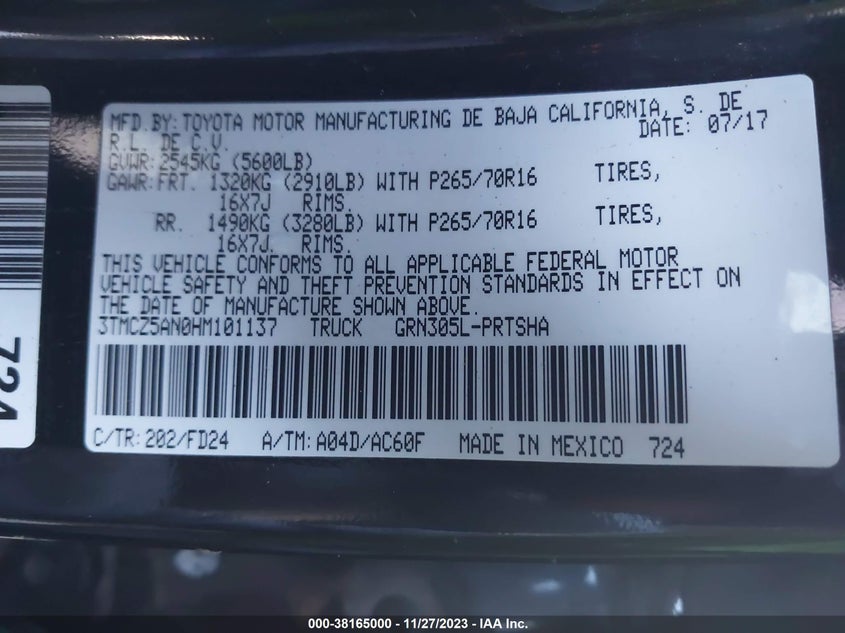 MFD.BY:TOYOTA MOTOR MANUFACTURING DE BAJA CALIFORNIA, S. DE
R.L. DE C.V. DATE: 07/17
GVWR:2545KG (5600LB)
GAWR:FRT. 1320KG (2910LB) WITH P265/70R16 TIRES,
16X7J RIMS.
RR. 1490KG (3280LB) WITH P265/70R16 TIRES,
16X7J. RIMS.
THIS VEHICLE CONFORMS TO ALL APPLICABLE FEDERAL MOTOR
VEHICLE SAFETY AND THEFT PREVENTION STANDARDS IN EFFECT ON
THE DATE OF MANUFACTURE SHOWN ABOVE.
3TMCZ5AN0HM101137 TRUCK GRN305L-PRTSHA
C/TR:202/FD24 A/TM:A04D/AC60F MADE IN MEXICO 724
724
000-38165000 - 11/27/2023 - IAA Inc.